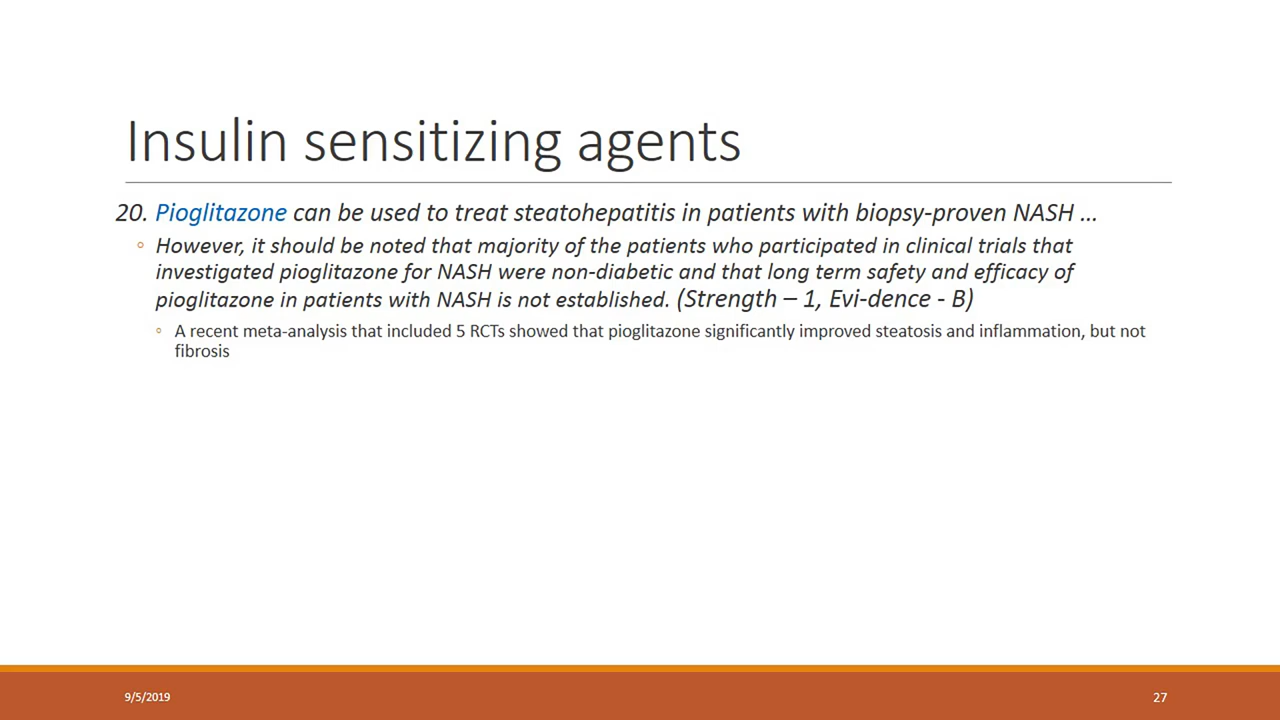 Insulin sensitizing agents
20. Pioglitazone can be used to treat steatohepatitis in patients with biopsy-proven NASH ...
◦ However, it should be noted that majority of the patients who participated in clinical trials that
investigated pioglitazone for NASH were non-diabetic and that long term safety and efficacy of
pioglitazone in patients with NASH is not established. (Strength – 1, Evi-dence - B)
◦ A recent meta-analysis that included 5 RCTs showed that pioglitazone significantly improved steatosis and inflammation, but not
fibrosis
9/5/2019
27